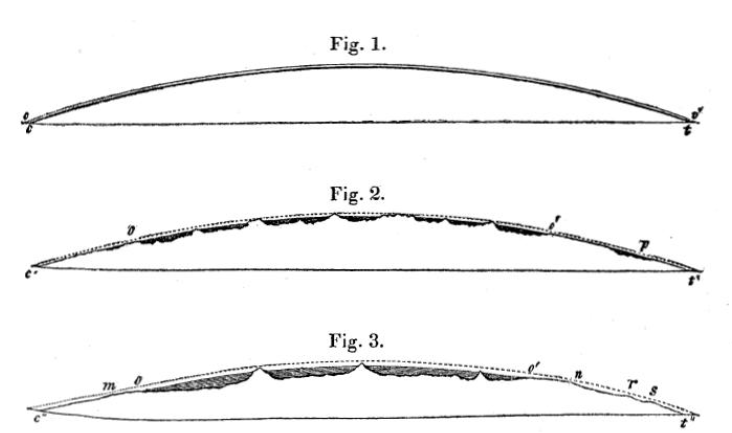 Fig. 1.
o o'
c t
Fig. 2.
o o' p
c' t'
Fig. 3.
m o o' n r s
c" t"